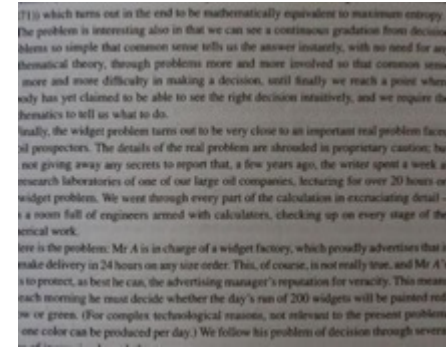 71)) which turns out in the end to be mathematically equivalent to maximum entropy.
The problem is interesting also in that we can see a continuous gradation from decision
blems so simple that common sense tells us the answer instantly, with no need for any
thematical theory, through problems more and more involved so that common sense
more and more difficulty in making a decision, until finally we reach a point where
ody has yet claimed to be able to see the right decision intuitively, and we require the
thematics to tell us what to do.
inally, the widget problem turns out to be very close to an important real problem faced
oil prospectors. The details of the real problem are shrouded in proprietary caution; but
not giving away any secrets to report that, a few years ago, the writer spent a week at
research laboratories of one of our large oil companies, lecturing for over 20 hours on
widget problem. We went through every part of the calculation in excruciating detail –
a room full of engineers armed with calculators, checking up on every stage of the
erical work.
ere is the problem: Mr A is in charge of a widget factory, which proudly advertises that
make delivery in 24 hours on any size order. This, of course, is not really true, and Mr A's
s to protect, as best he can, the advertising manager's reputation for veracity. This means
each morning he must decide whether the day's run of 200 widgets will be painted red,
ow or green. (For complex technological reasons, not relevant to the present problem,
one color can be produced per day.) We follow his problem of decision through several